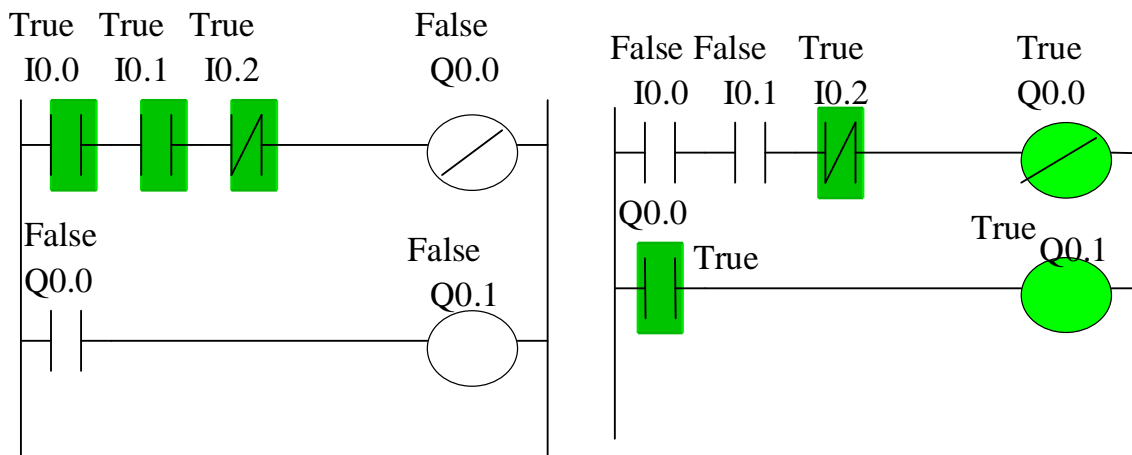 True True True False
I0.0 I0.1 I0.2 Q0.0
False
Q0.0
False
Q0.1
False False True True
I0.0 I0.1 I0.2 Q0.0
Q0.0
True
True
Q0.1